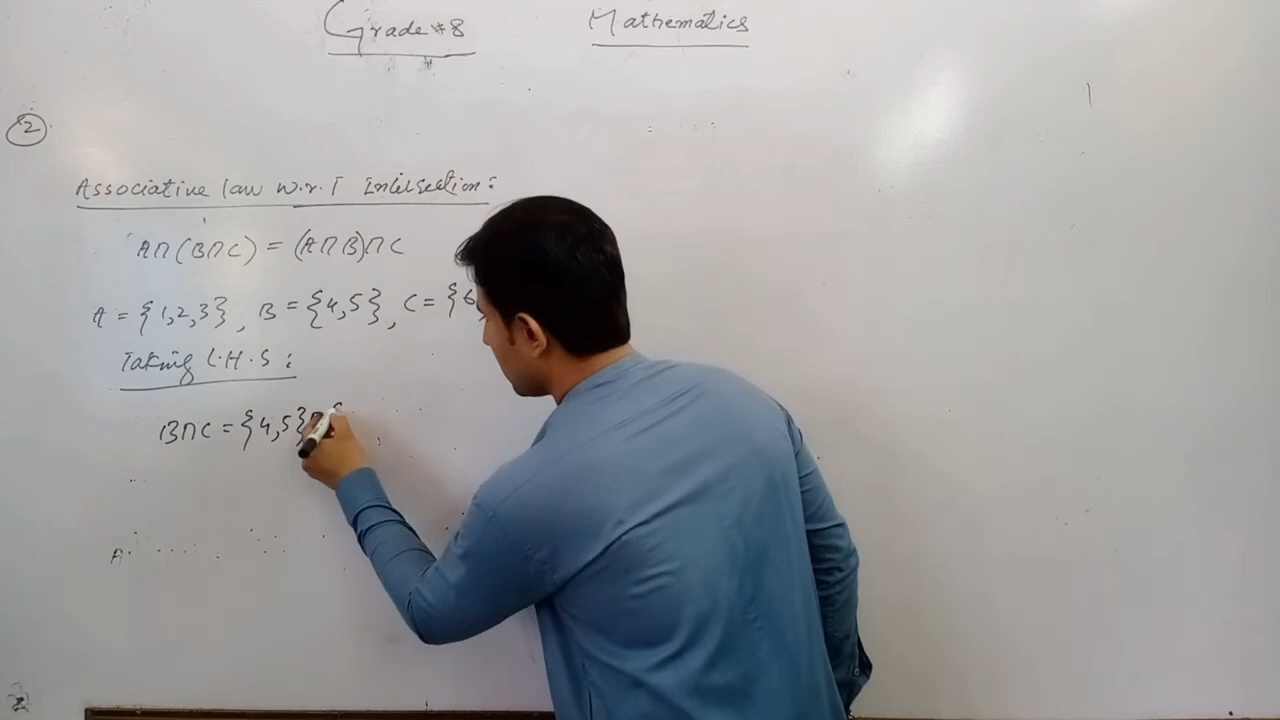 Grade #8 Mathematics
2
Associative law w.r.T Intersection:
A∩(B∩C) = (A∩B)∩C
A = {1,2,3}, B = {4,5}, C = {6
Taking L.H.S:
B∩C = {4,5}∩{
A